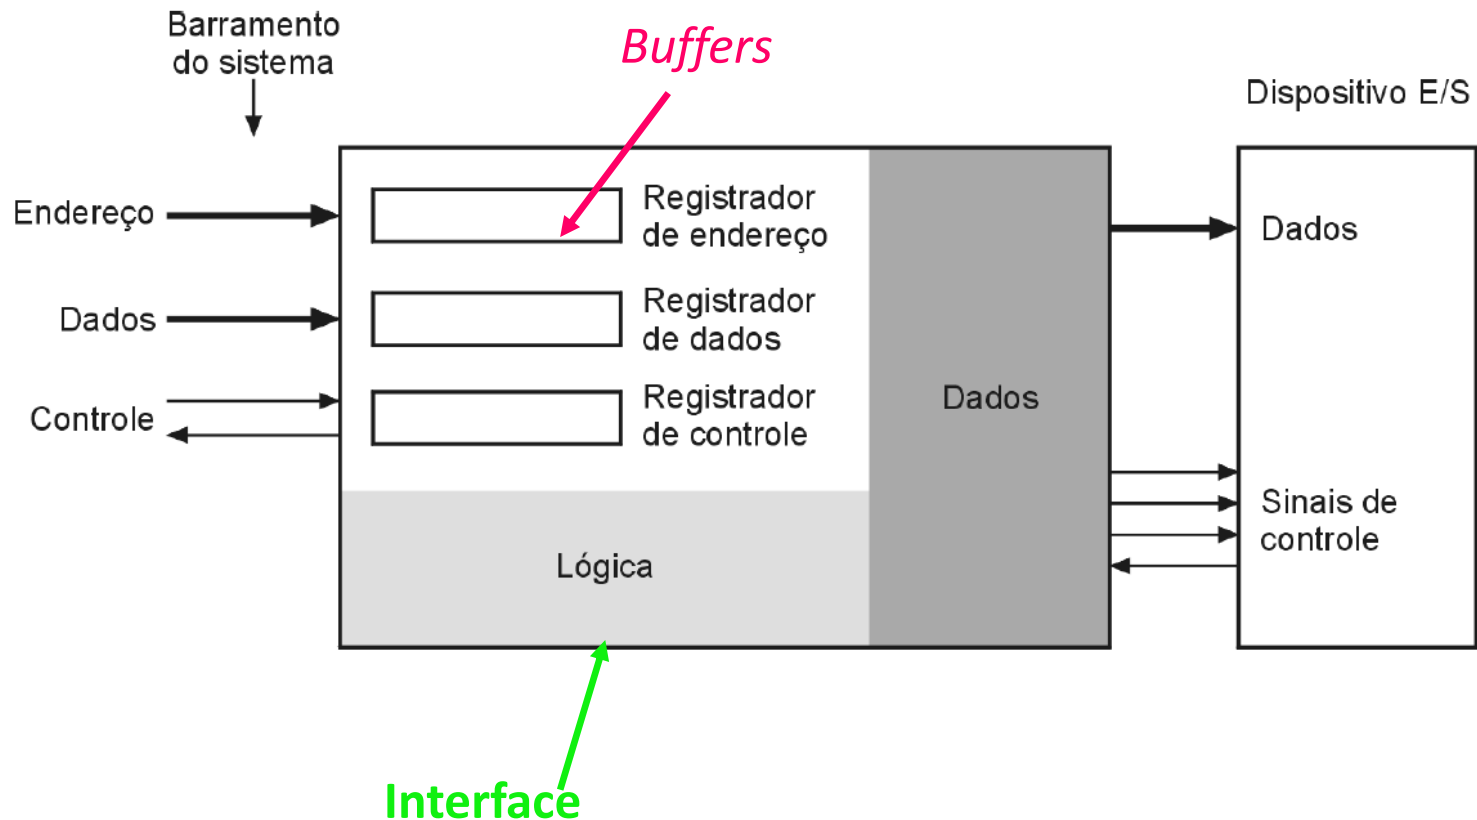 Barramento
do sistema
Buffers
Dispositivo E/S
Endereço
Registrador
de endereço
Dados
Dados
Registrador
de dados
Controle
Registrador
de controle
Dados
Sinais de
controle
Lógica
Interface